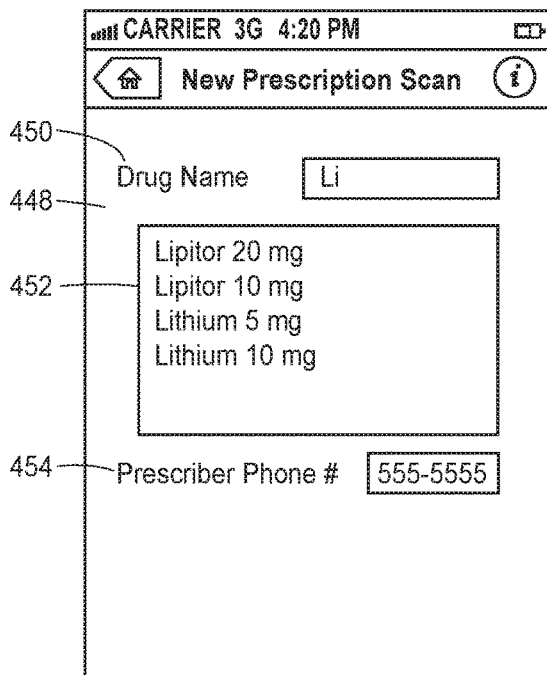 CARRIER 3G 4:20 PM
New Prescription Scan i
450
Drug Name Li
448
Lipitor 20 mg
452 Lipitor 10 mg
Lithium 5 mg
Lithium 10 mg
454 Prescriber Phone # 555-5555